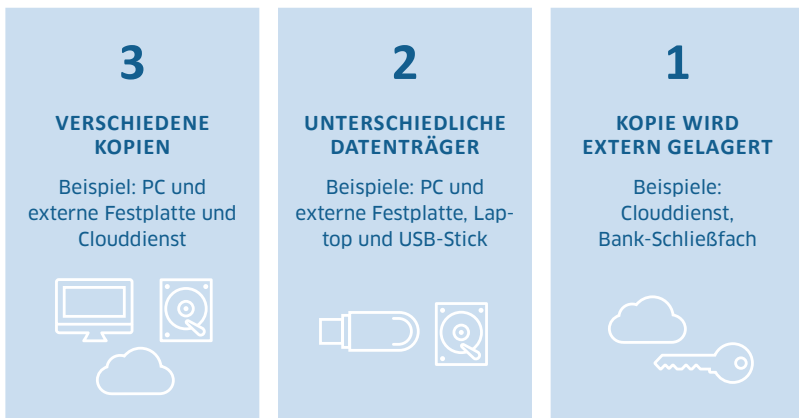 3
VERSCHIEDENE
KOPIEN
Beispiel: PC und
externe Festplatte und
Clouddienst
2
UNTERSCHIEDLICHE
DATENTRÄGER
Beispiele: PC und
externe Festplatte, Lap-
top und USB-Stick
1
KOPIE WIRD
EXTERN GELAGERT
Beispiele:
Clouddienst,
Bank-Schließfach